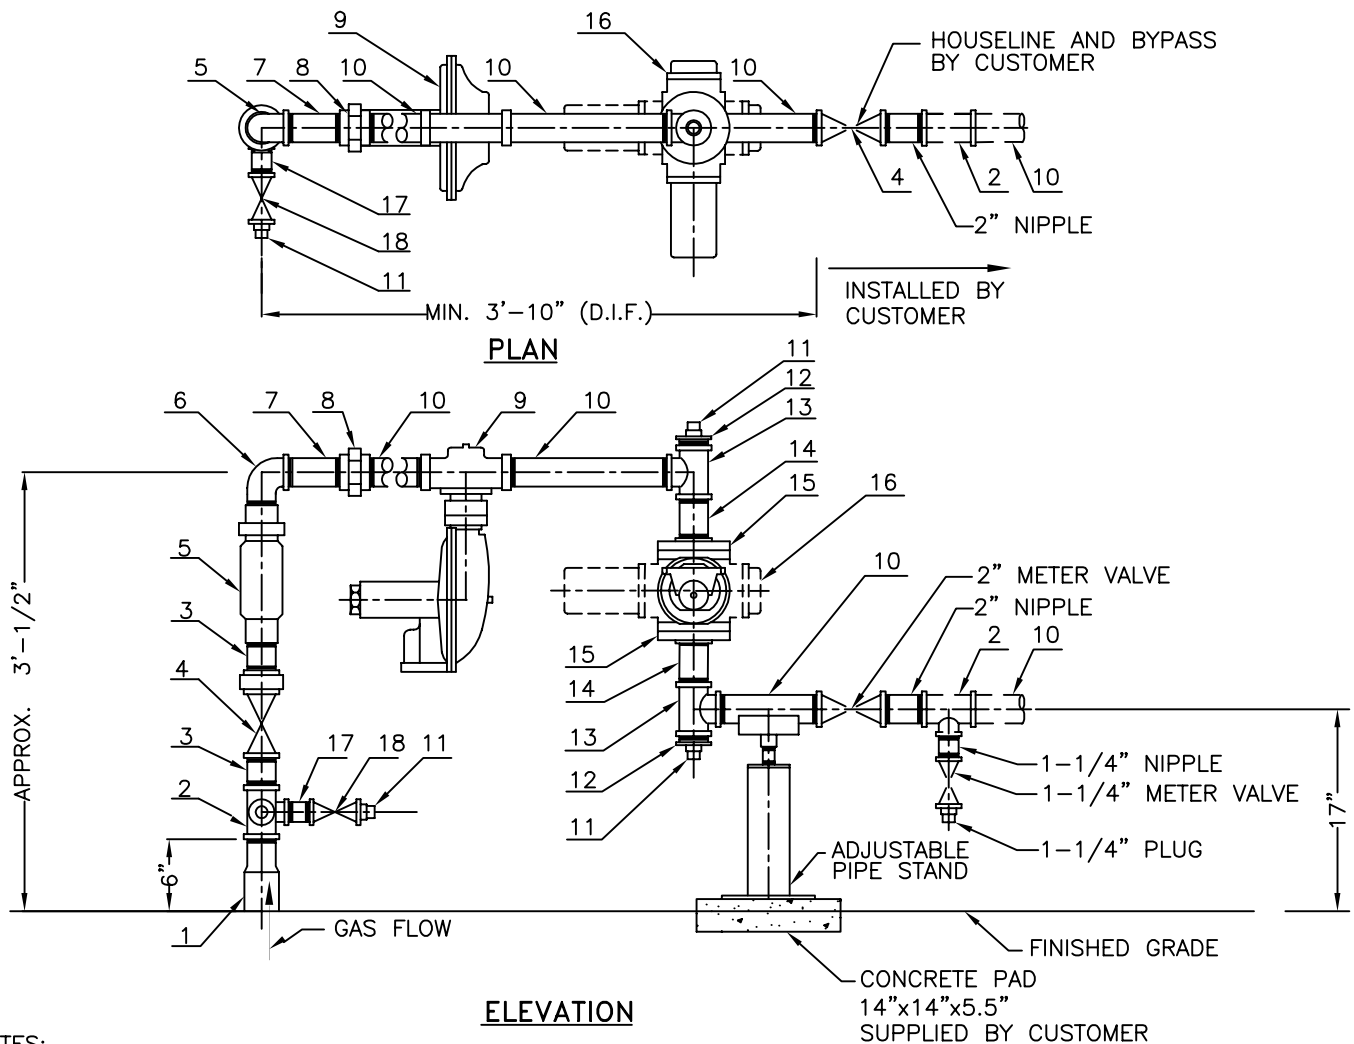 9
16
HOUSELINE AND BYPASS
BY CUSTOMER
5
7
8
10
10
10
17
4
2
10
2" NIPPLE
18
11
INSTALLED BY
CUSTOMER
MIN. 3'-10" (D.I.F.)
PLAN
11
12
13
6
7
8
10
9
10
14
15
16
5
10
2" METER VALVE
2" NIPPLE
3
2
10
15
4
14
APPROX. 3'-1/2"
13
3
17
18
11
1-1/4" NIPPLE
2
12
1-1/4" METER VALVE
17"
11
1-1/4" PLUG
ADJUSTABLE
PIPE STAND
6"
1
GAS FLOW
FINISHED GRADE
CONCRETE PAD
14"x14"x5.5"
SUPPLIED BY CUSTOMER
ELEVATION